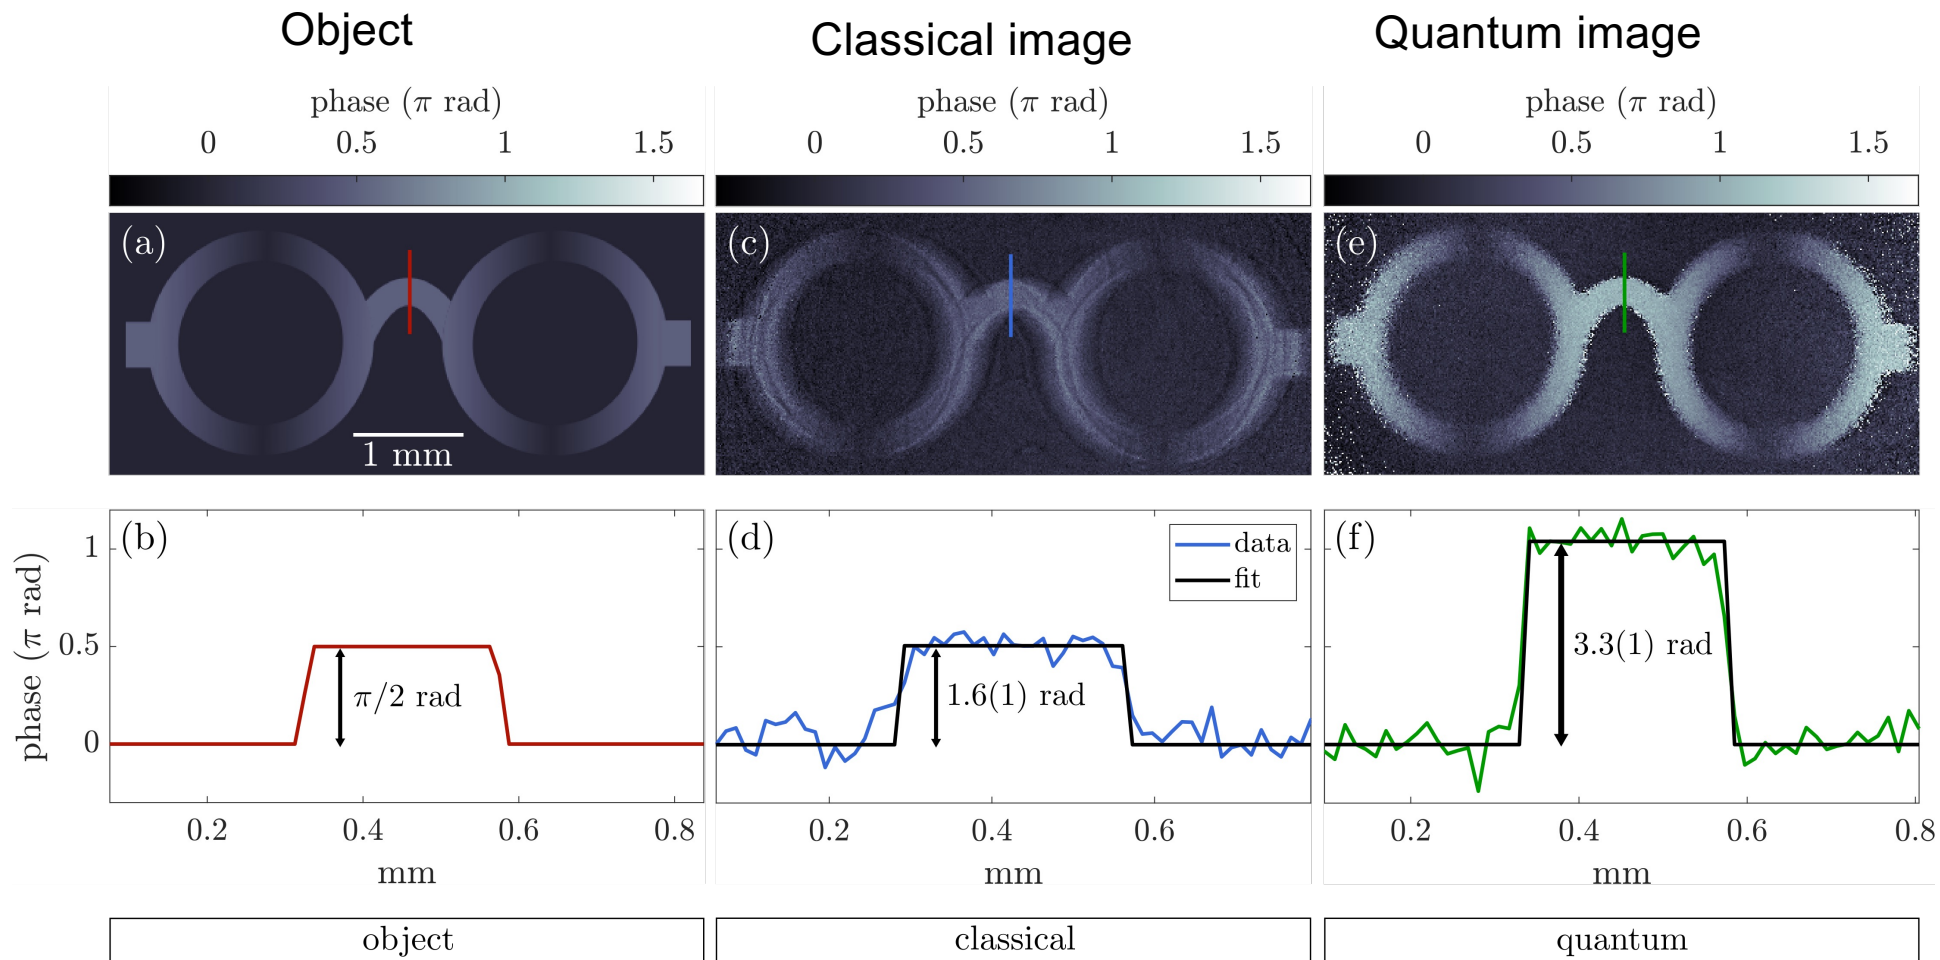 Object
Classical image
Quantum image
phase (π rad)
phase (π rad)
phase (π rad)
0 0.5 1 1.5
0 0.5 1 1.5
0 0.5 1 1.5
(a)
1 mm
(c)
(e)
phase (π rad)
1
0.5
0
(b)
π/2 rad
0.2 0.4 0.6 0.8
mm
(d)
data
fit
1.6(1) rad
0.2 0.4 0.6
mm
(f)
3.3(1) rad
0.2 0.4 0.6 0.8
mm
object
classical
quantum